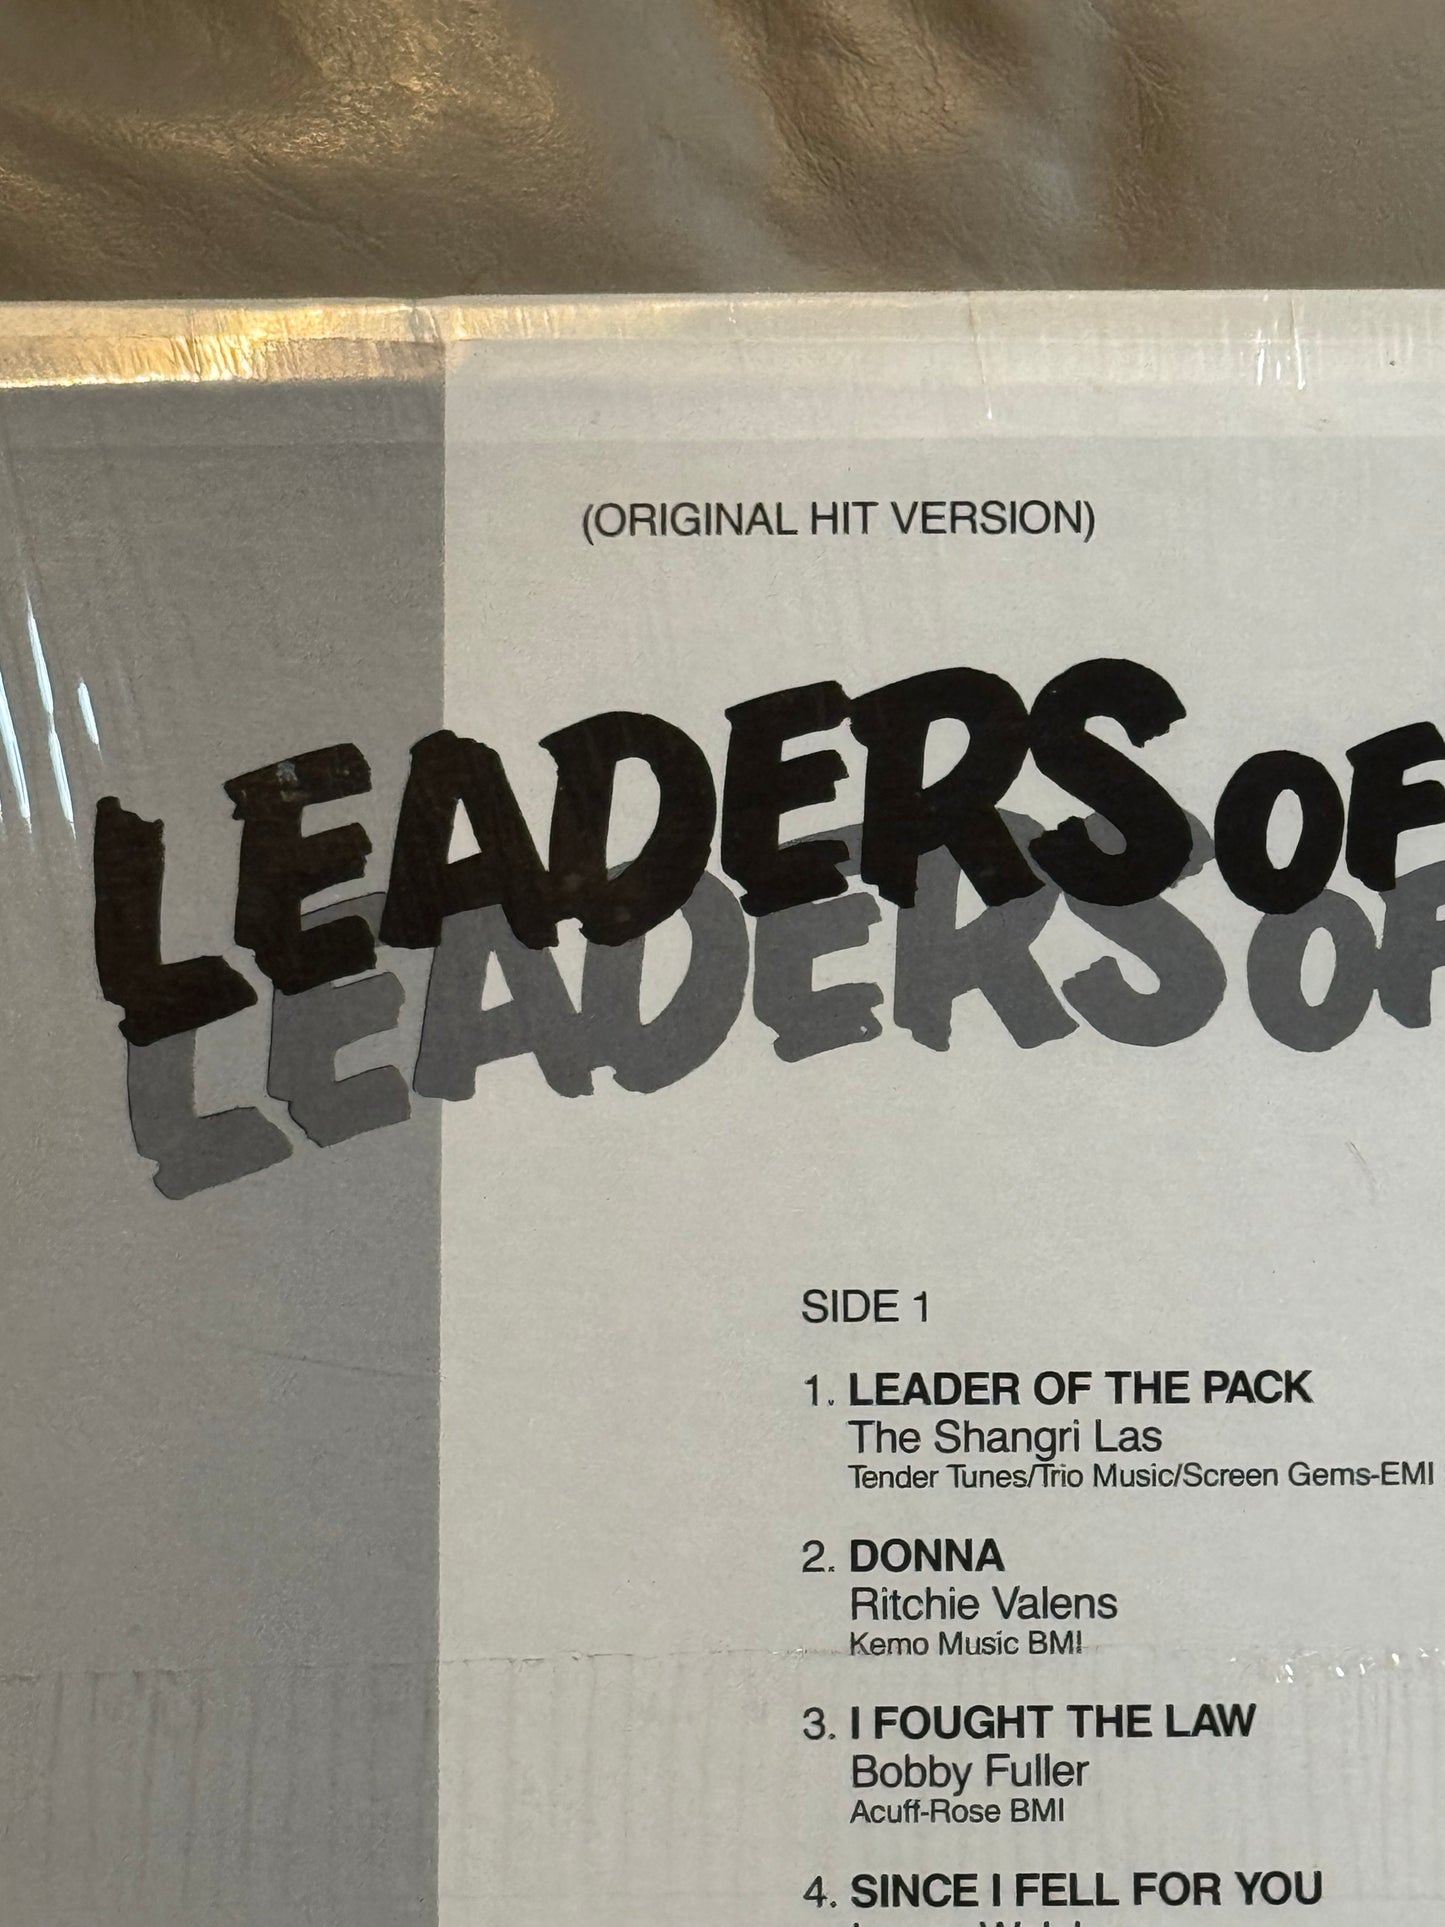 (ORIGINAL HIT VERSION)
LEADERS OF
LEADERS OF
SIDE 1
1. LEADER OF THE PACK
The Shangri Las
Tender Tunes/Trio Music/Screen Gems-EMI
2. DONNA
Ritchie Valens
Kemo Music BMI
3. I FOUGHT THE LAW
Bobby Fuller
Acuff-Rose BMI
4. SINCE I FELL FOR YOU